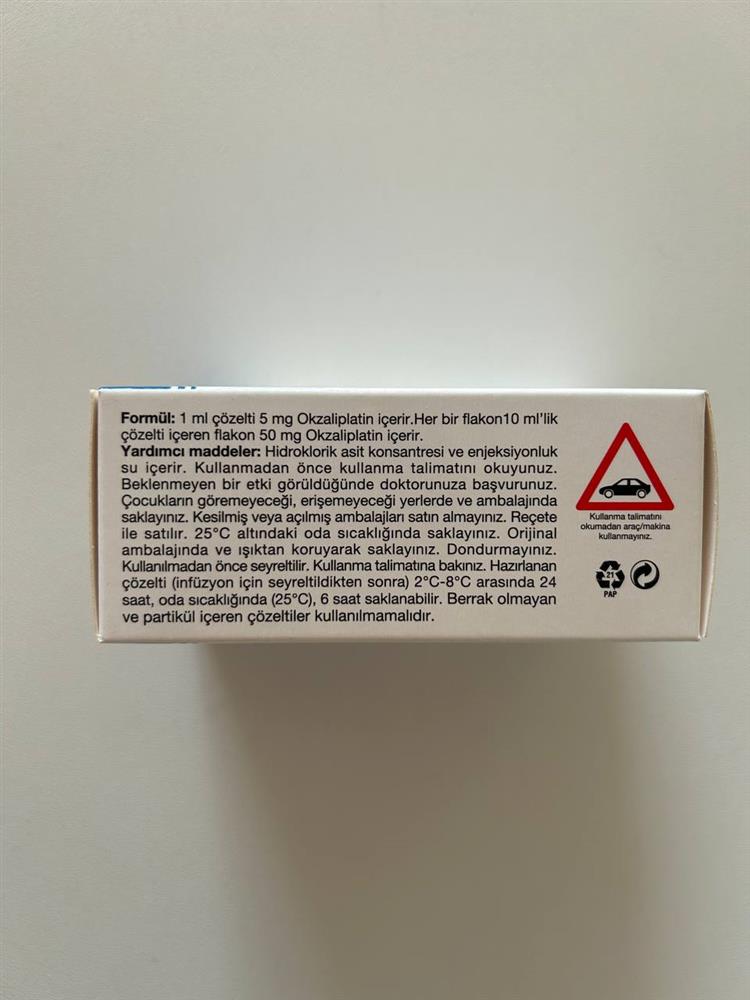 Formül: 1 ml çözelti 5 mg Okzaliplatin içerir.Her bir flakon10 ml'lik
çözelti içeren flakon 50 mg Okzaliplatin içerir.
Yardımcı maddeler: Hidroklorik asit konsantresi ve enjeksiyonluk
su içerir. Kullanmadan önce kullanma talimatını okuyunuz.
Beklenmeyen bir etki görüldüğünde doktorunuza başvurunuz.
Çocukların göremeyeceği, erişemeyeceği yerlerde ve ambalajında
saklayınız. Kesilmiş veya açılmış ambalajları satın almayınız. Reçete
ile satılır. 25°C altındaki oda sıcaklığında saklayınız. Orijinal
ambalajında ve ışıktan koruyarak saklayınız. Dondurmayınız.
Kullanılmadan önce seyreltilir. Kullanma talimatına bakınız. Hazırlanan
çözelti (infüzyon için seyreltildikten sonra) 2°C-8°C arasında 24
saat, oda sıcaklığında (25°C), 6 saat saklanabilir. Berrak olmayan
ve partikül içeren çözeltiler kullanılmamalıdır.
Kullanma talimatını
okumadan araç/makina
kullanmayınız.
21
PAP